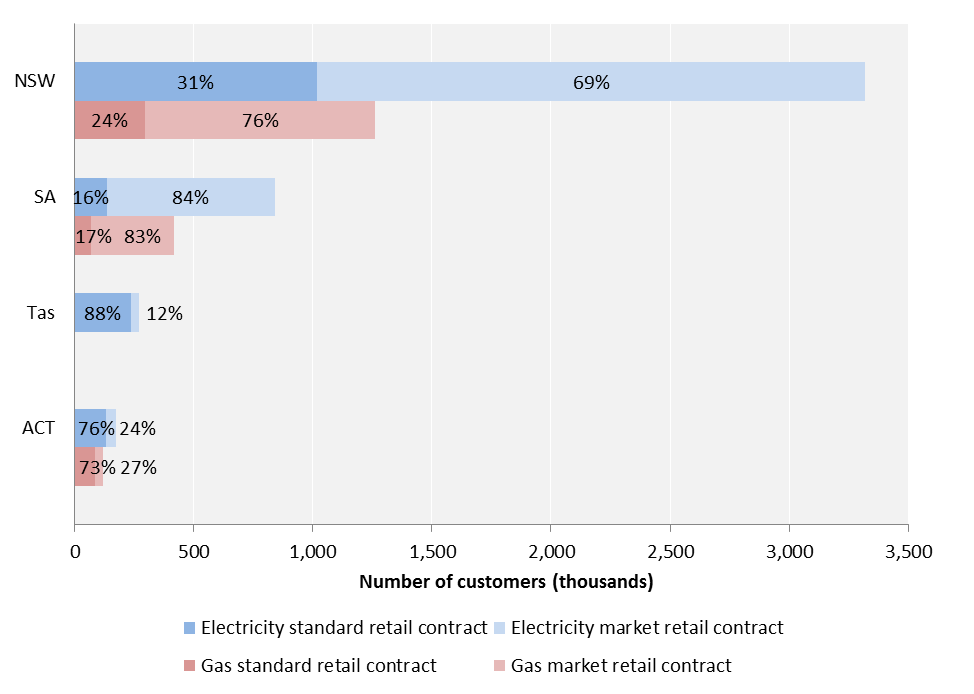 NSW
31%
69%
24%
76%
SA
16%
84%
17%
83%
Tas
88%
12%
ACT
76%
24%
73%
27%
0
500
1,000
1,500
2,000
2,500
3,000
3,500
Number of customers (thousands)
Electricity standard retail contract
Electricity market retail contract
Gas standard retail contract
Gas market retail contract